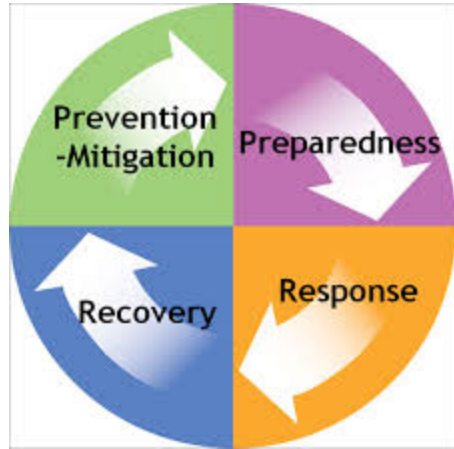 Prevention
-Mitigation
Preparedness
Response
Recovery